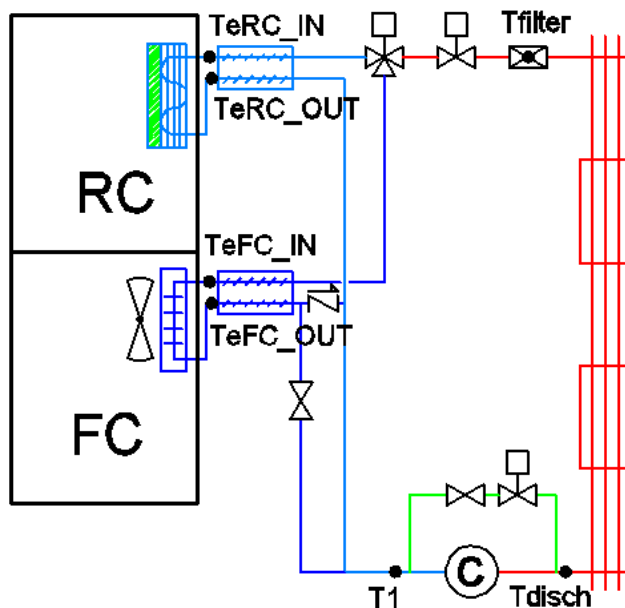 TeRC_IN
Tfilter
TeRC_OUT
RC
TeFC_IN
TeFC_OUT
FC
C
T1
Tdisch